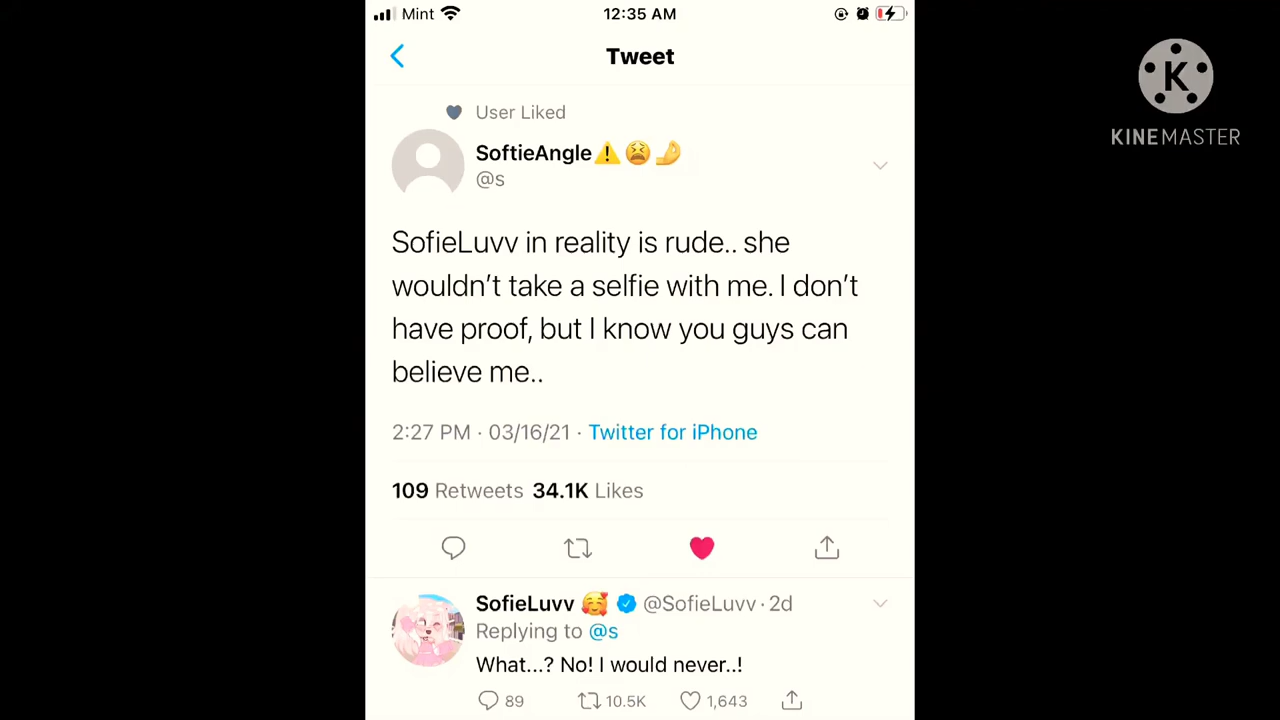 Mint 12:35 AM
Tweet
User Liked
SoftieAngle⚠️😫🤌
@s
SofieLuvv in reality is rude.. she
wouldn’t take a selfie with me. I don’t
have proof, but I know you guys can
believe me..
2:27 PM · 03/16/21 · Twitter for iPhone
109 Retweets 34.1K Likes
SofieLuvv 🥰 @SofieLuvv · 2d
Replying to @s
What...? No! I would never..!
89 10.5K 1,643
K
KINEMASTER